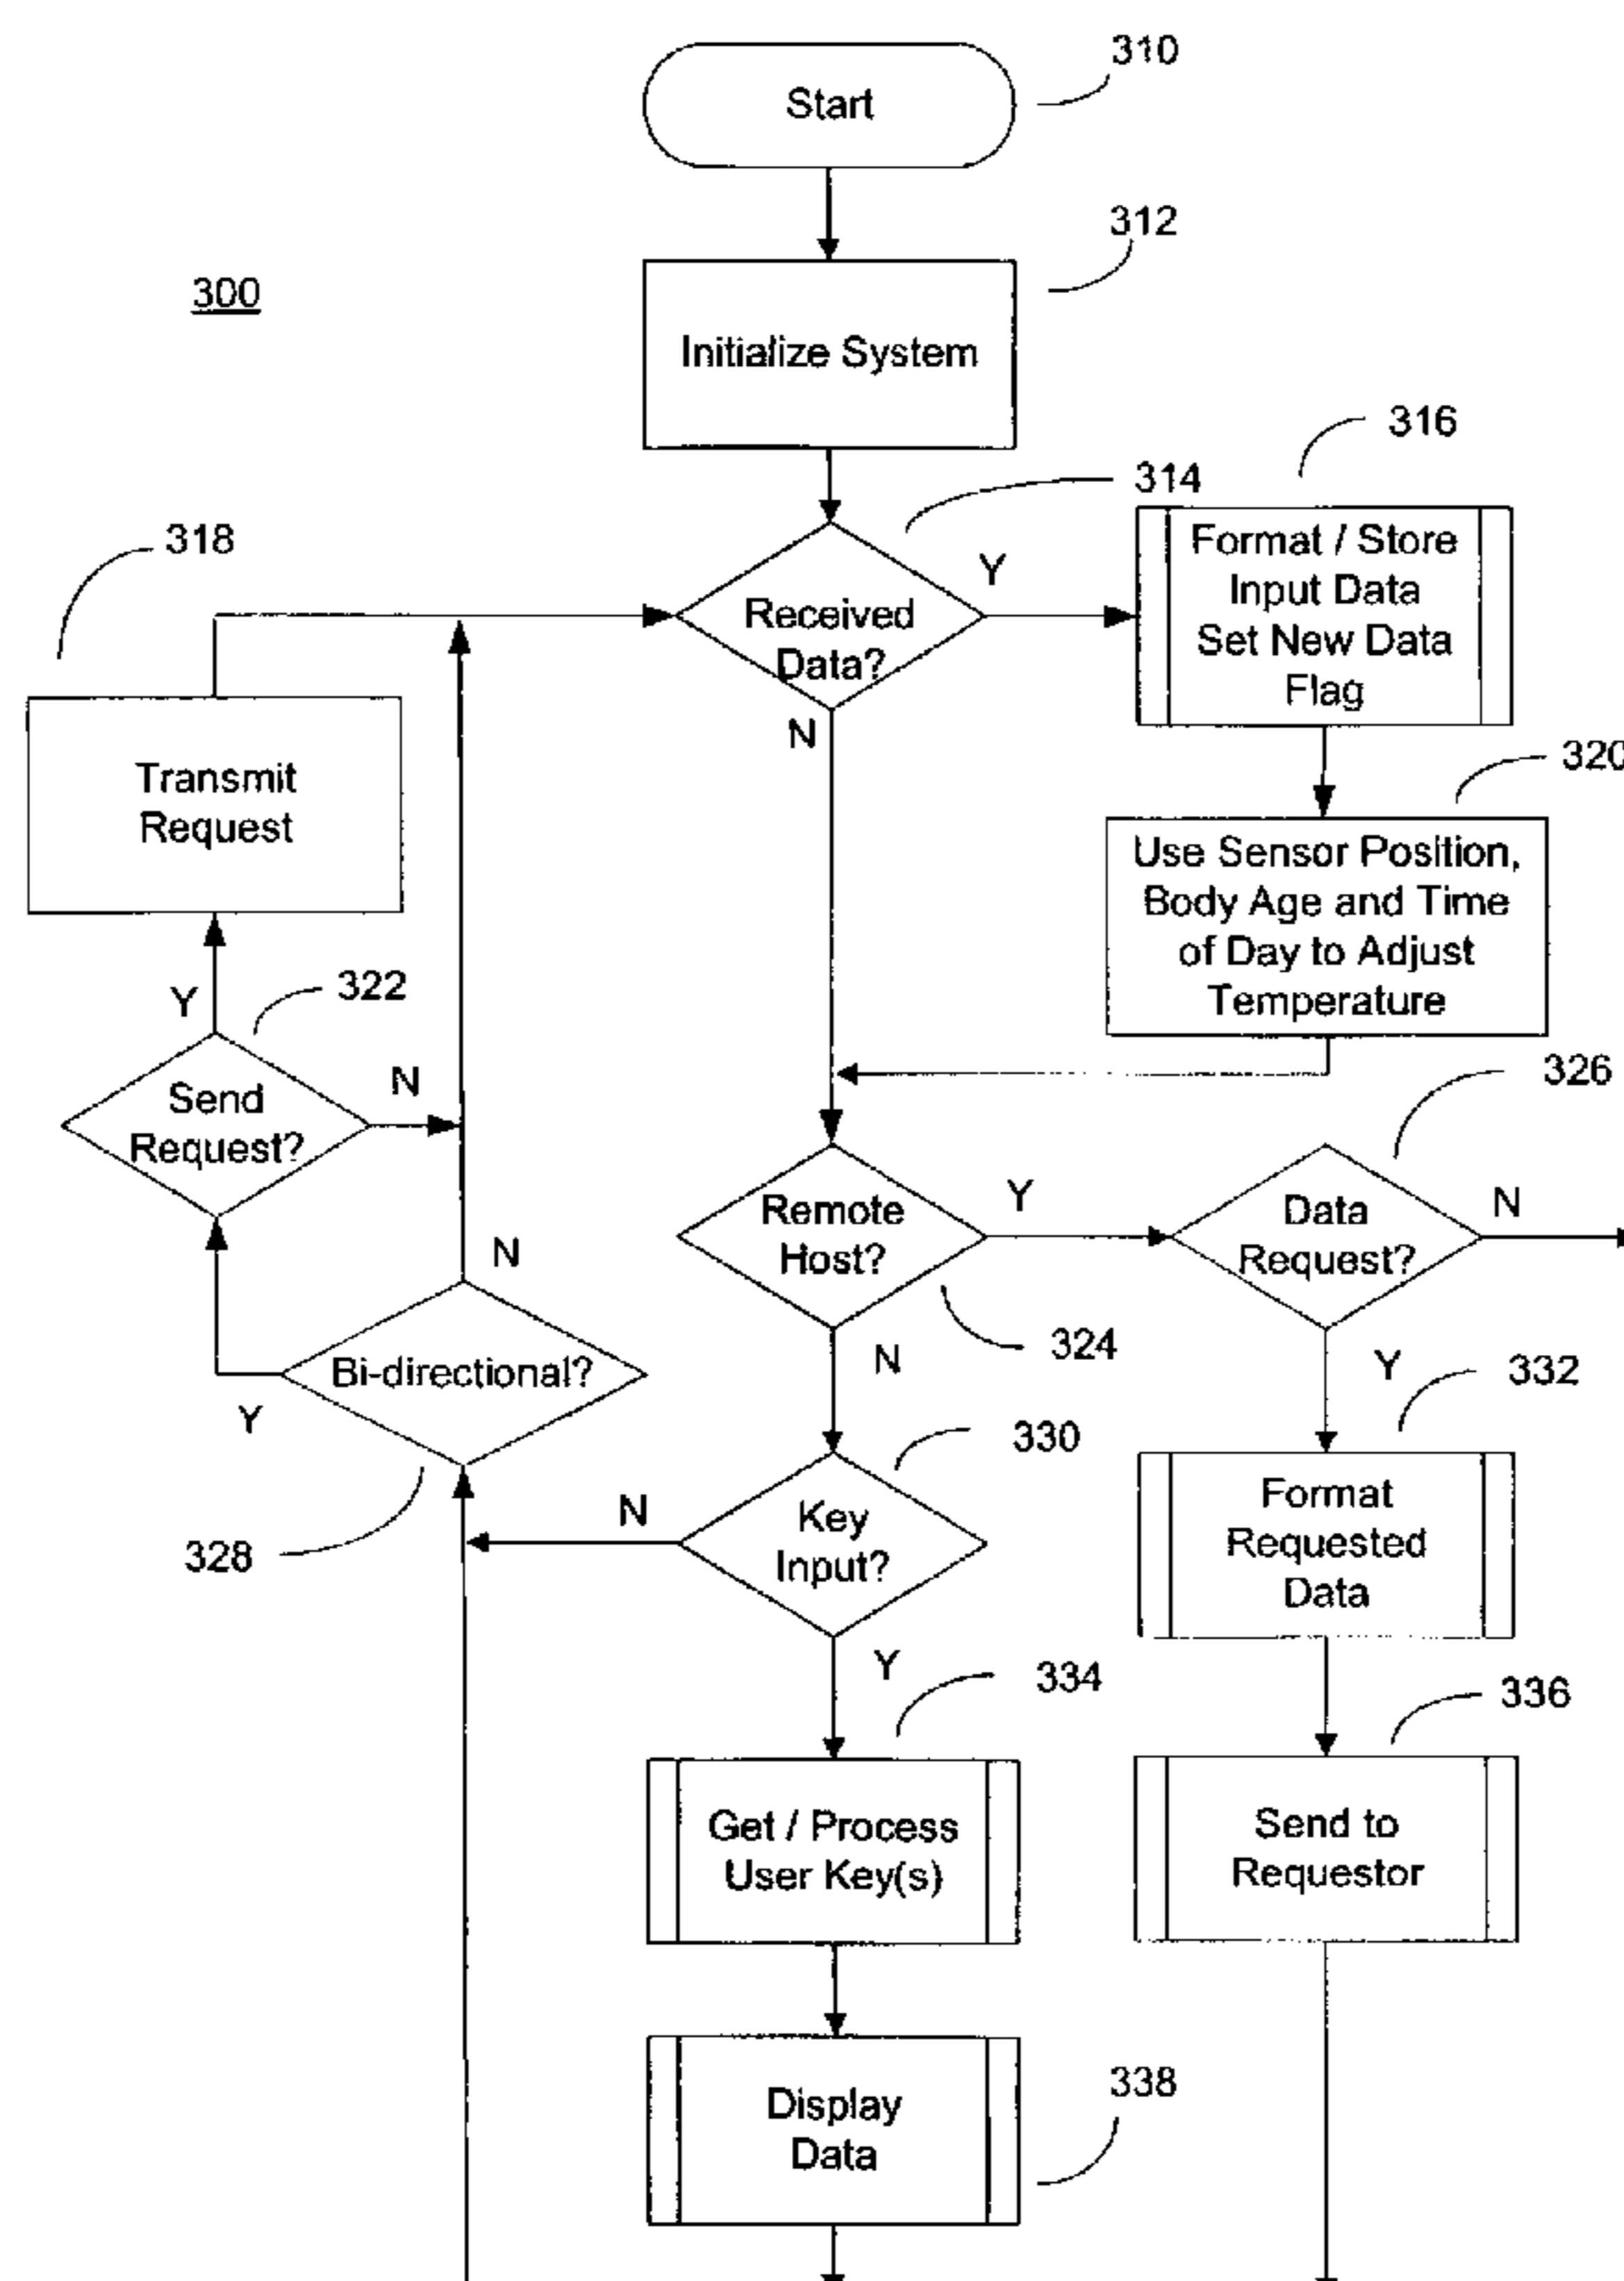 310
Start
312
300
Initialize System
316
314
318
Y
Format / Store
Input Data
Set New Data
Flag
Received
Data?
N
320
Transmit
Request
Use Sensor Position,
Body Age and Time
of Day to Adjust
Temperature
322
Y
326
Send
Request?
N
Remote
Host?
Y
Data
Request?
N
N
324
Bi-directional?
N
Y
332
Y
330
328
N
Key
Input?
Format
Requested
Data
Y
334
336
Get / Process
User Key(s)
Send to
Requestor
338
Display
Data